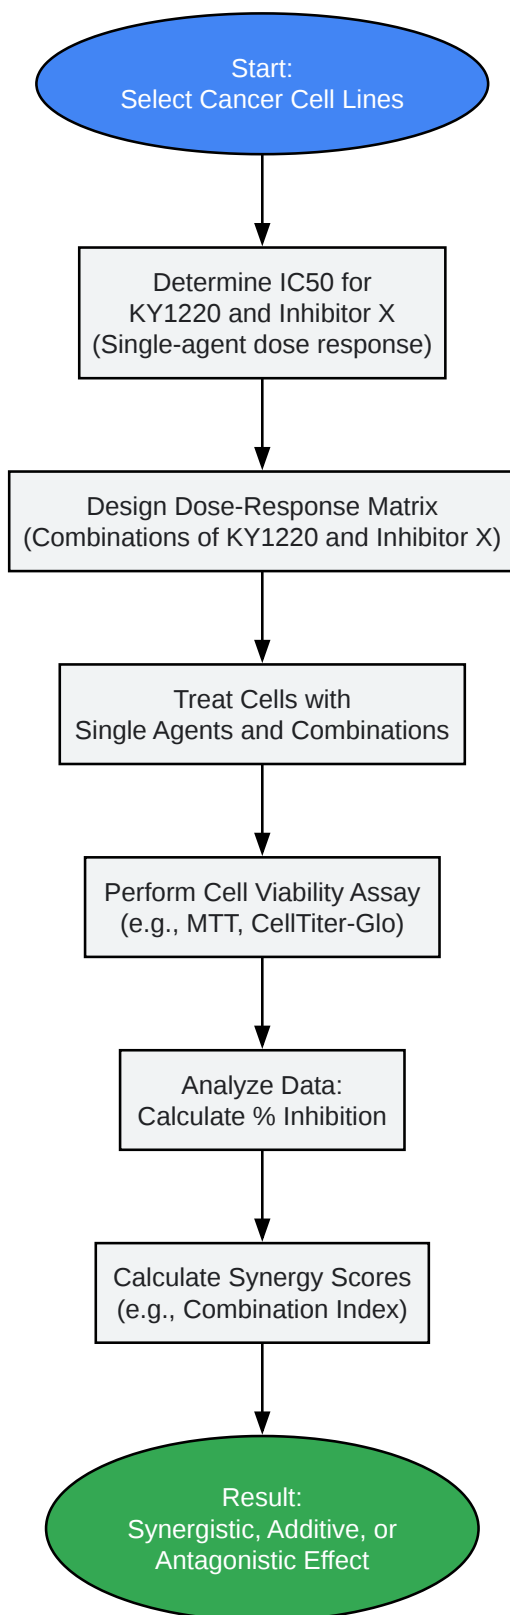 Start:
Select Cancer Cell Lines
Determine IC50 for
KY1220 and Inhibitor X
(Single-agent dose response)
Design Dose-Response Matrix
(Combinations of KY1220 and Inhibitor X)
Treat Cells with
Single Agents and Combinations
Perform Cell Viability Assay
(e.g., MTT, CellTiter-Glo)
Analyze Data:
Calculate % Inhibition
Calculate Synergy Scores
(e.g., Combination Index)
Result:
Synergistic, Additive, or
Antagonistic Effect